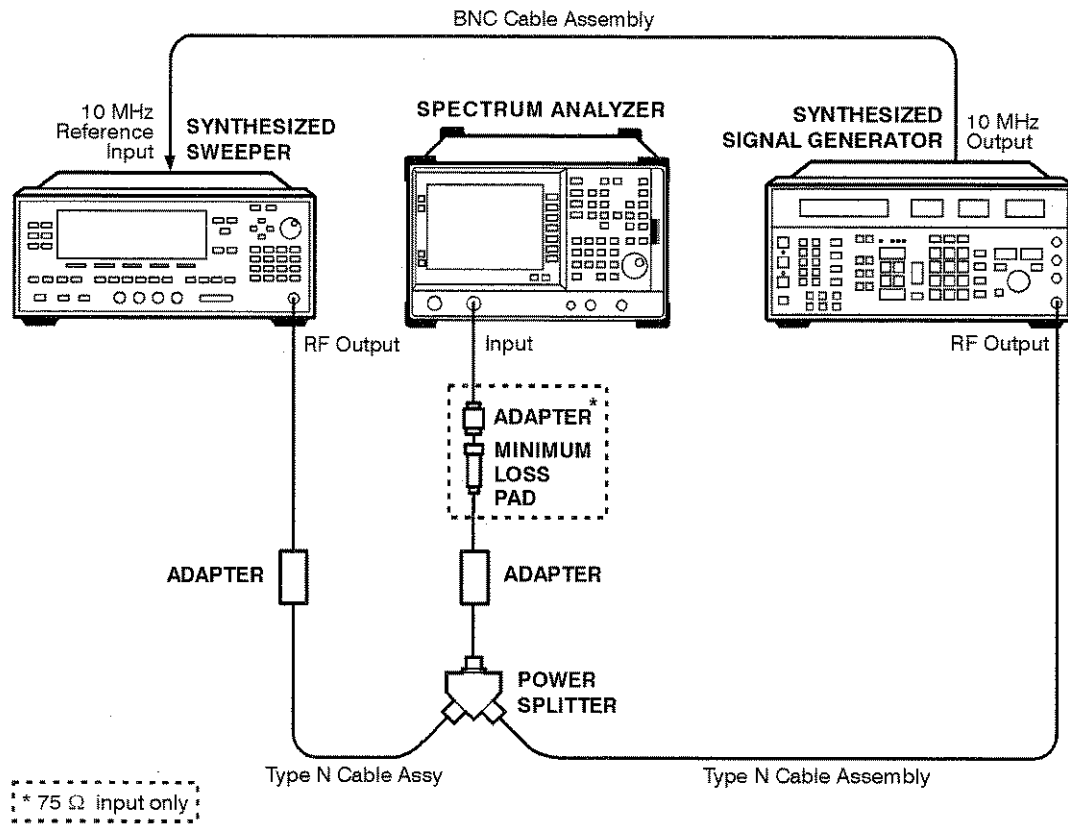 BNC Cable Assembly
10 MHz
Reference
Input
SYNTHESIZED
SWEEPER
SPECTRUM ANALYZER
SYNTHESIZED
SIGNAL GENERATOR
10 MHz
Output
RF Output
Input
RF Output
ADAPTER*
MINIMUM
LOSS
PAD
ADAPTER
ADAPTER
POWER
SPLITTER
Type N Cable Assy
Type N Cable Assembly
* 75 Ω input only